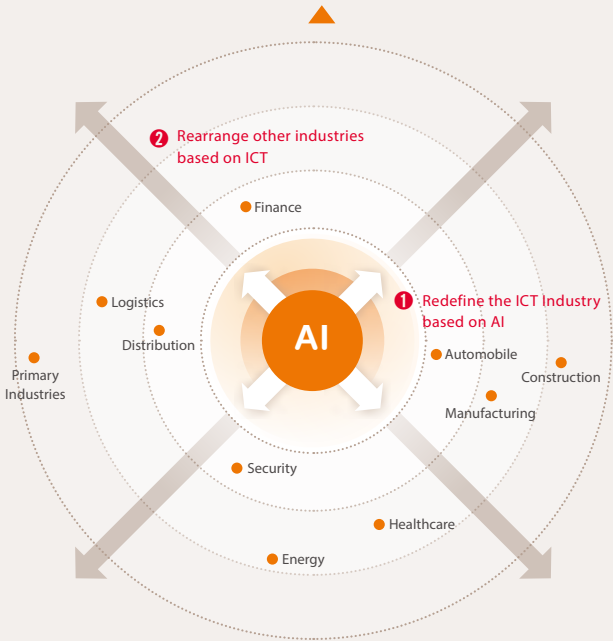 ❷ Rearrange other industries
based on ICT
Finance
❶ Redefine the ICT Industry
based on AI
Logistics
Distribution
AI
Automobile
Construction
Primary
Industries
Manufacturing
Security
Healthcare
Energy